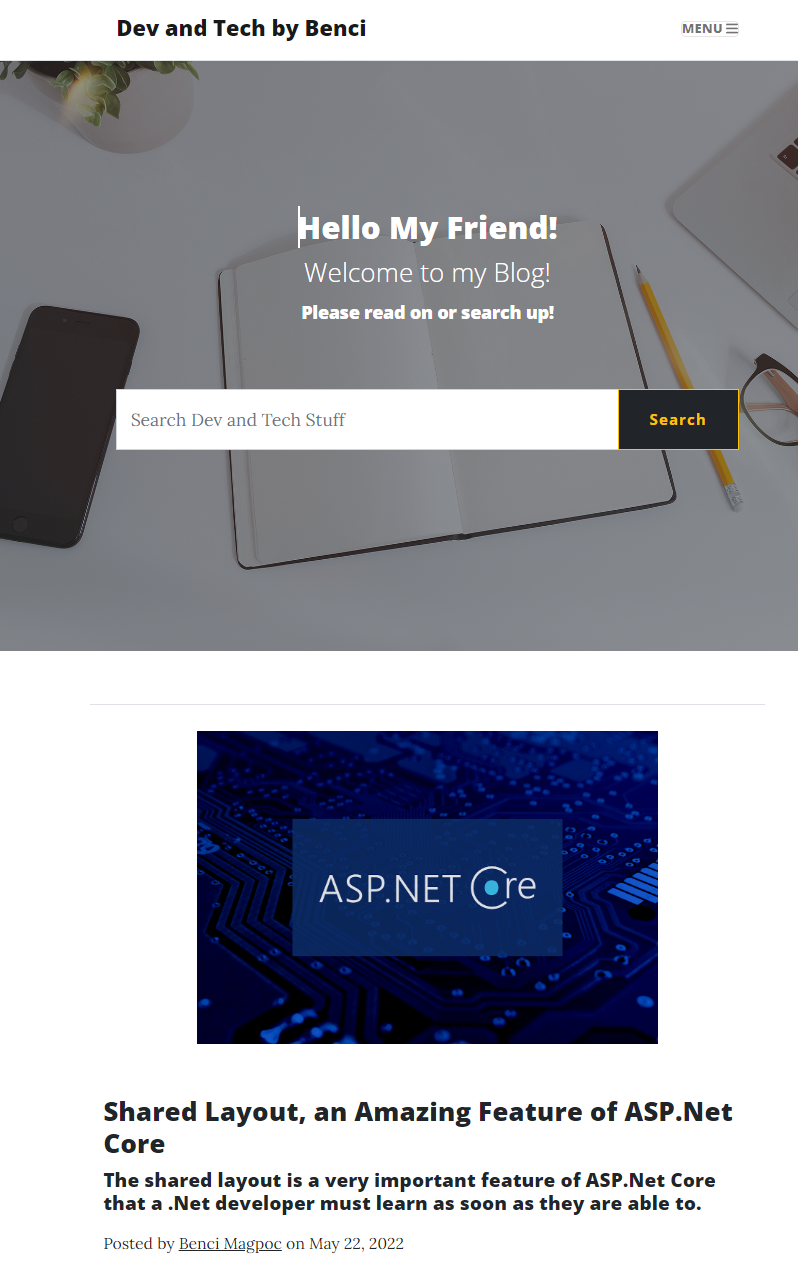 Dev and Tech by Benci
MENU
Hello My Friend!
Welcome to my Blog!
Please read on or search up!
Search Dev and Tech Stuff
Search
ASP.NET Core
Shared Layout, an Amazing Feature of ASP.Net
Core
The shared layout is a very important feature of ASP.Net Core
that a .Net developer must learn as soon as they are able to.
Posted by Benci Magpoc on May 22, 2022